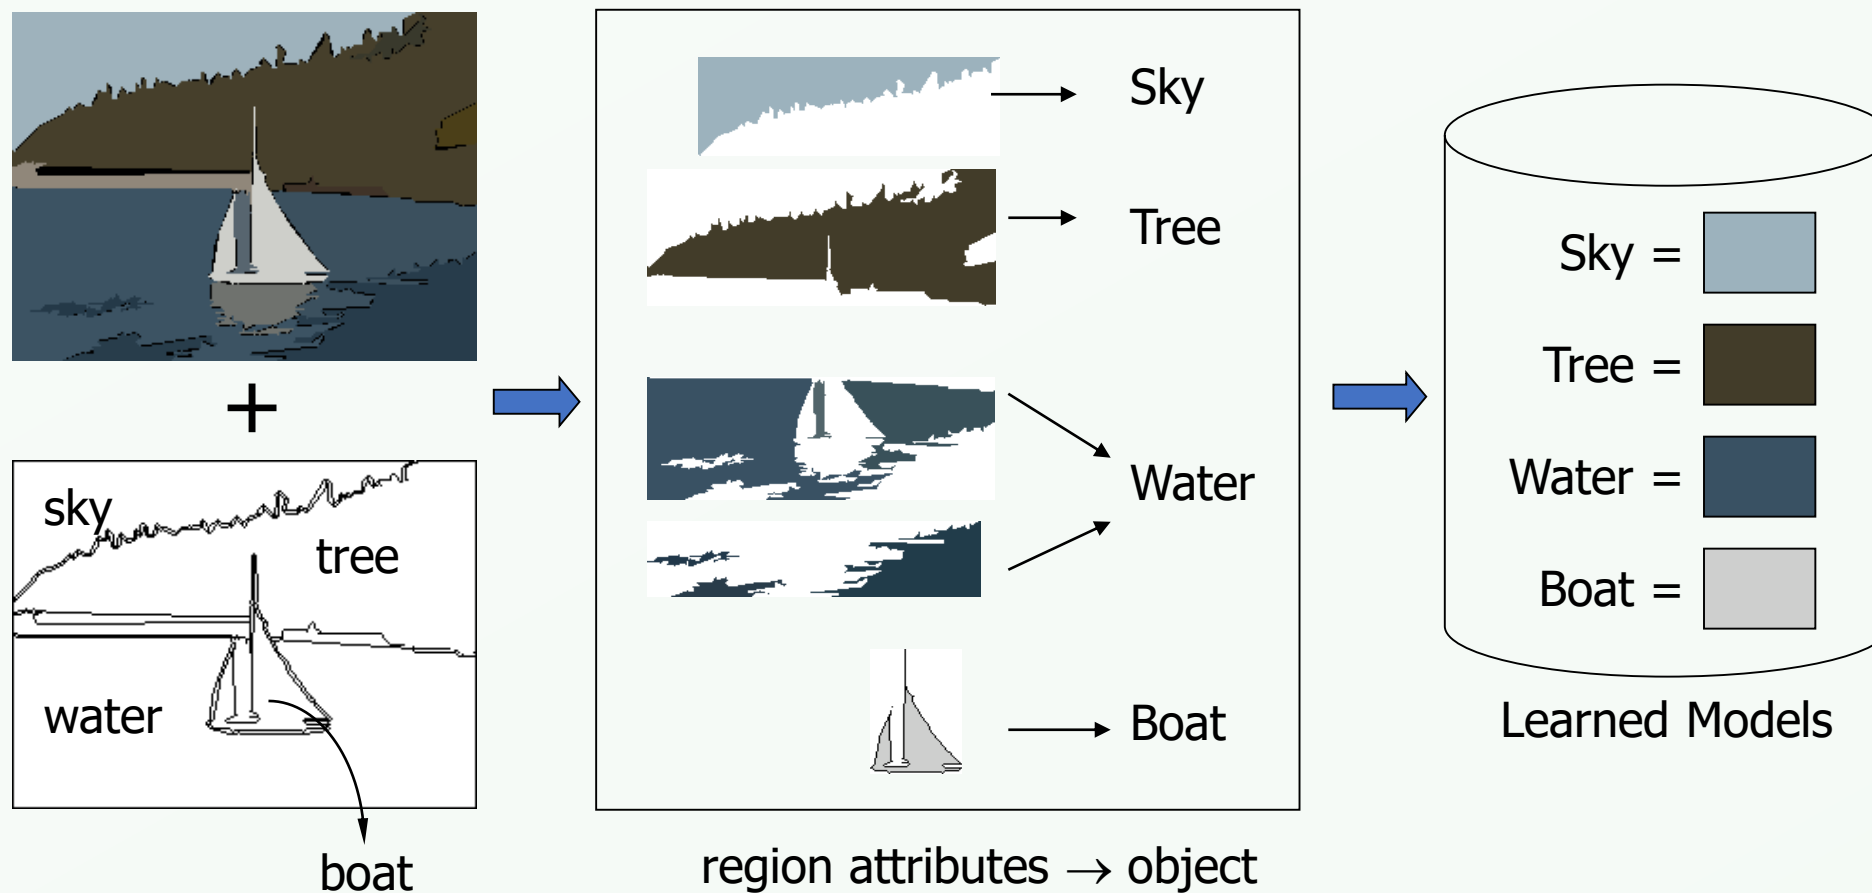 +
sky
tree
water
boat
Sky
Tree
Water
Boat
region attributes → object
Sky =
Tree =
Water =
Boat =
Learned Models